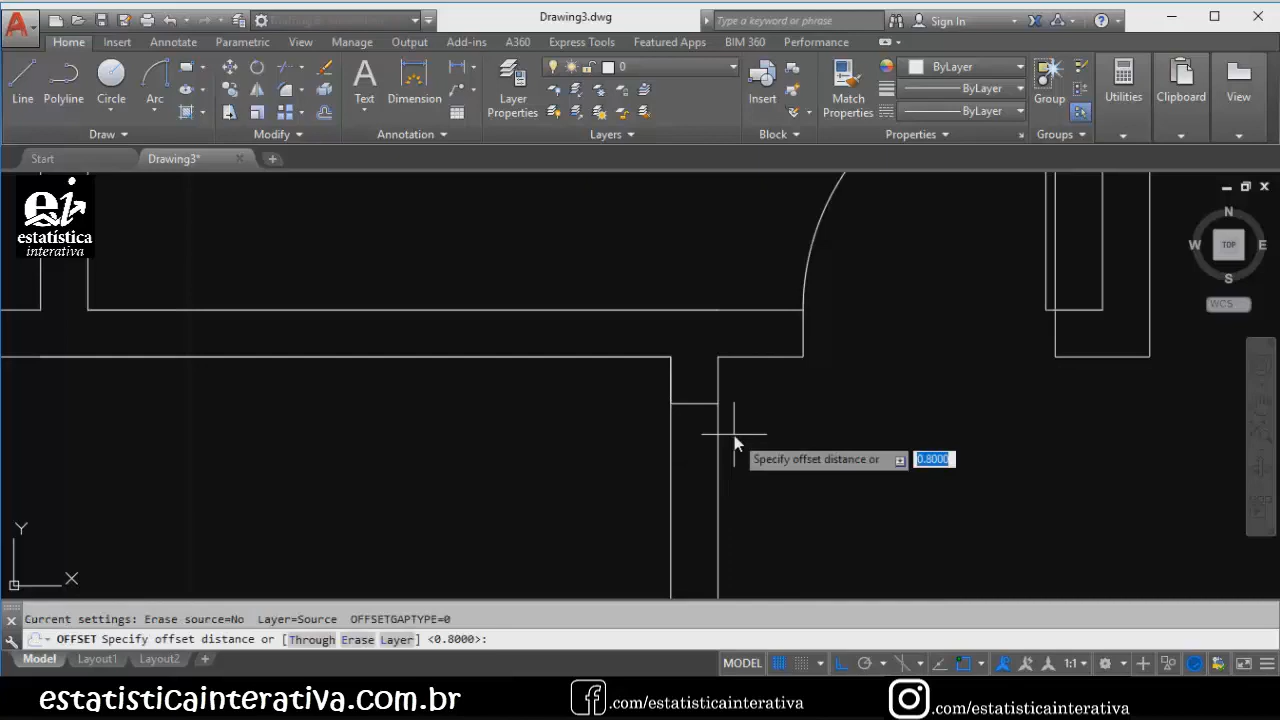 Drawing3.dwg
Type a keyword or phrase
Sign In
Home Insert Annotate Parametric View Manage Output Add-ins A360 Express Tools Featured Apps BIM 360 Performance
Line Polyline Circle Arc Text Dimension Layer Properties Insert Match Properties Group Utilities Clipboard View
0
ByLayer
ByLayer
ByLayer
Draw Modify Annotation Layers Block Properties Groups
Start Drawing3*
ei
estatística
interativa
N
W TOP E
S
WCS
Specify offset distance or 0.8000
Y
X
Current settings: Erase source=No Layer=Source OFFSETGAPTYPE=0
OFFSET Specify offset distance or [Through Erase Layer] <0.8000>:
Model Layout1 Layout2 + MODEL 1:1
estatisticainterativa.com.br .com/estatisticainterativa .com/estatisticainterativa